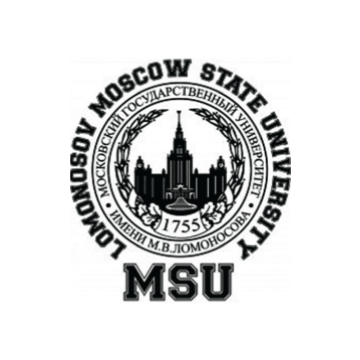 LOMONOSOV MOSCOW STATE UNIVERSITY
МОСКОВСКИЙ ГОСУДАРСТВЕННЫЙ УНИВЕРСИТЕТ
• ИМЕНИ М.В.ЛОМОНОСОВА •
1755
MSU